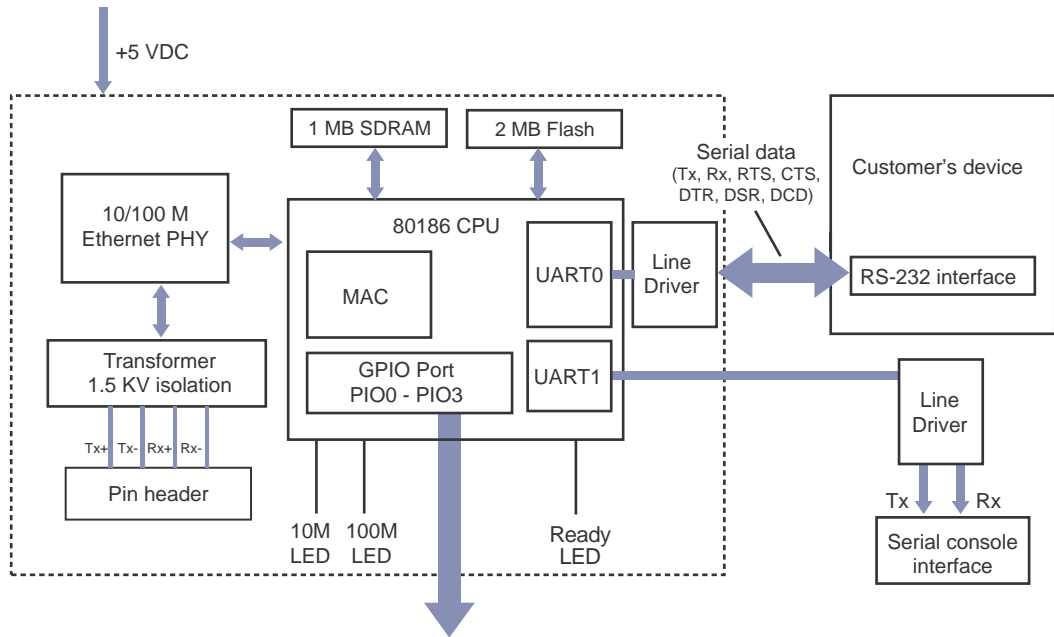 +5 VDC
1 MB SDRAM
2 MB Flash
Serial data
(Tx, Rx, RTS, CTS,
DTR, DSR, DCD)
Customer's device
10/100 M
Ethernet PHY
80186 CPU
MAC
UART0
Line
Driver
RS-232 interface
Transformer
1.5 KV isolation
GPIO Port
PIO0 - PIO3
UART1
Line
Driver
Tx+ Tx- Rx+ Rx-
Pin header
Tx Rx
10M
LED
100M
LED
Ready
LED
Serial console
interface